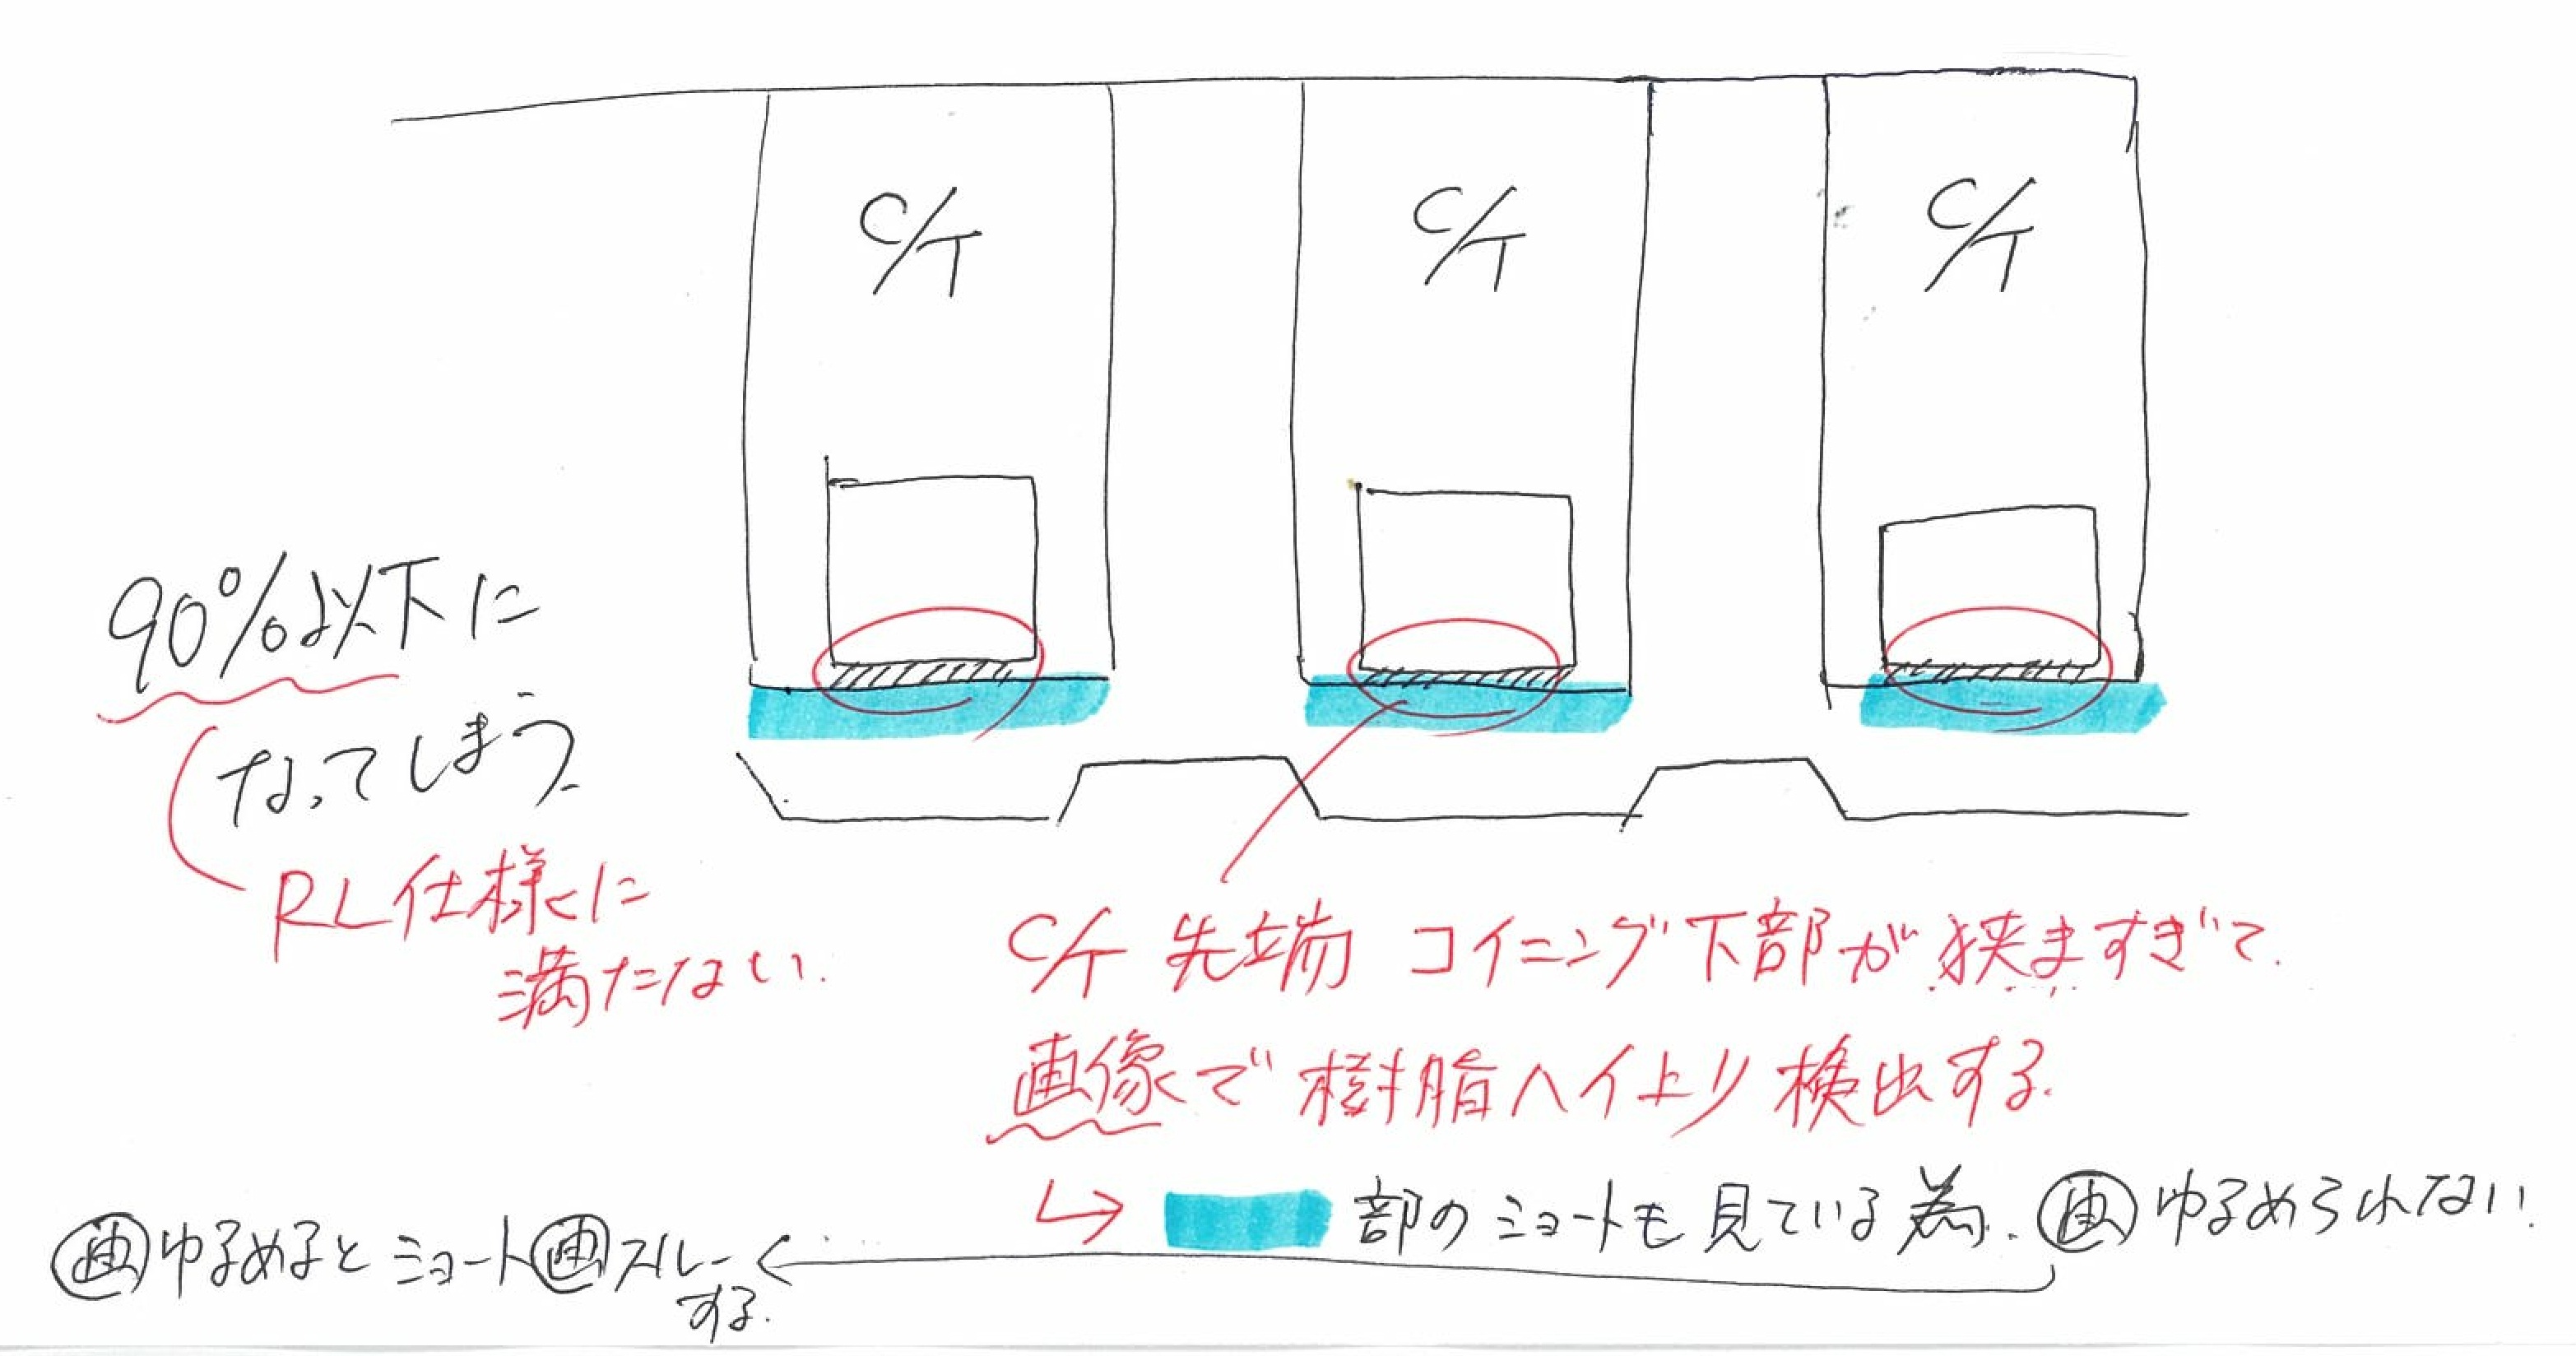 C/T
C/T
C/T
90%以下に
なってしまう.
RL仕様に
満たない.
C/T 先端 コイニング下部が狭ますぎて.
画像で樹脂ハイより検出する.
部のショートも見ている為. 画ゆるめられない.
画ゆるめるとショート画スルー
する.